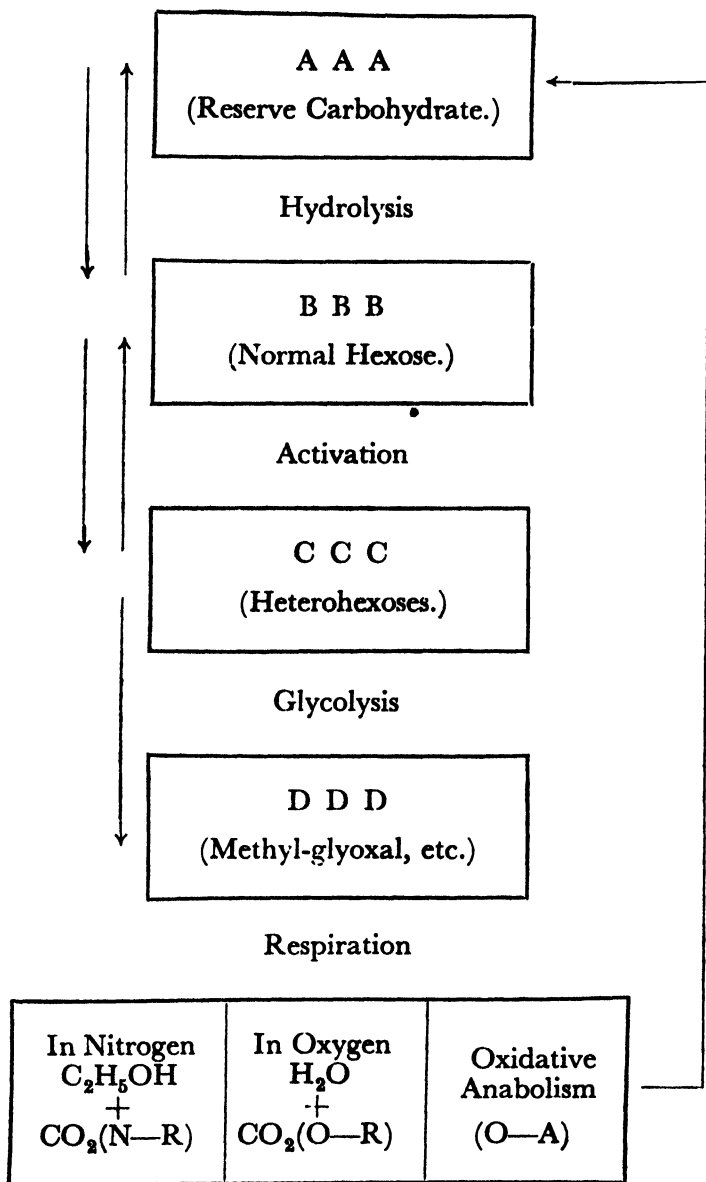 A A A
(Reserve Carbohydrate.)
Hydrolysis
B B B
(Normal Hexose.)
Activation
C C C
(Heterohexoses.)
Glycolysis
D D D
(Methyl-glyoxal, etc.)
Respiration
In Nitrogen
C₂H₅OH
+
CO₂(N—R)
In Oxygen
H₂O
+
CO₂(O—R)
Oxidative
Anabolism
(O—A)